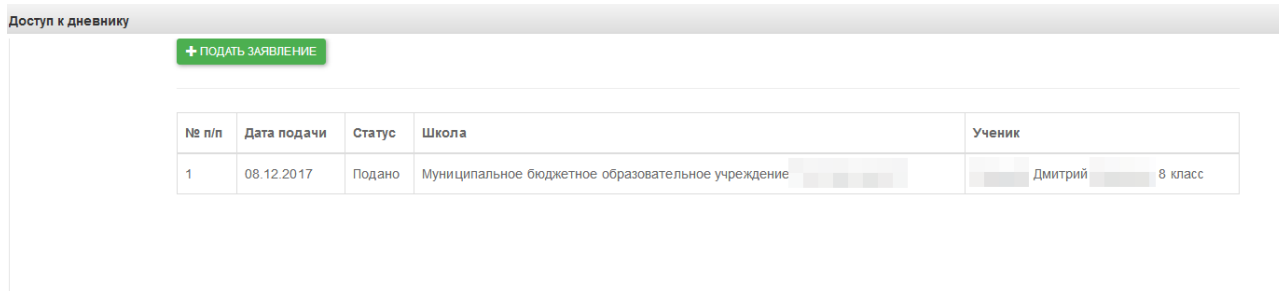 Доступ к дневнику
+ ПОДАТЬ ЗАЯВЛЕНИЕ
№ п/п Дата подачи Статус Школа Ученик
1 08.12.2017 Подано Муниципальное бюджетное образовательное учреждение Дмитрий 8 класс